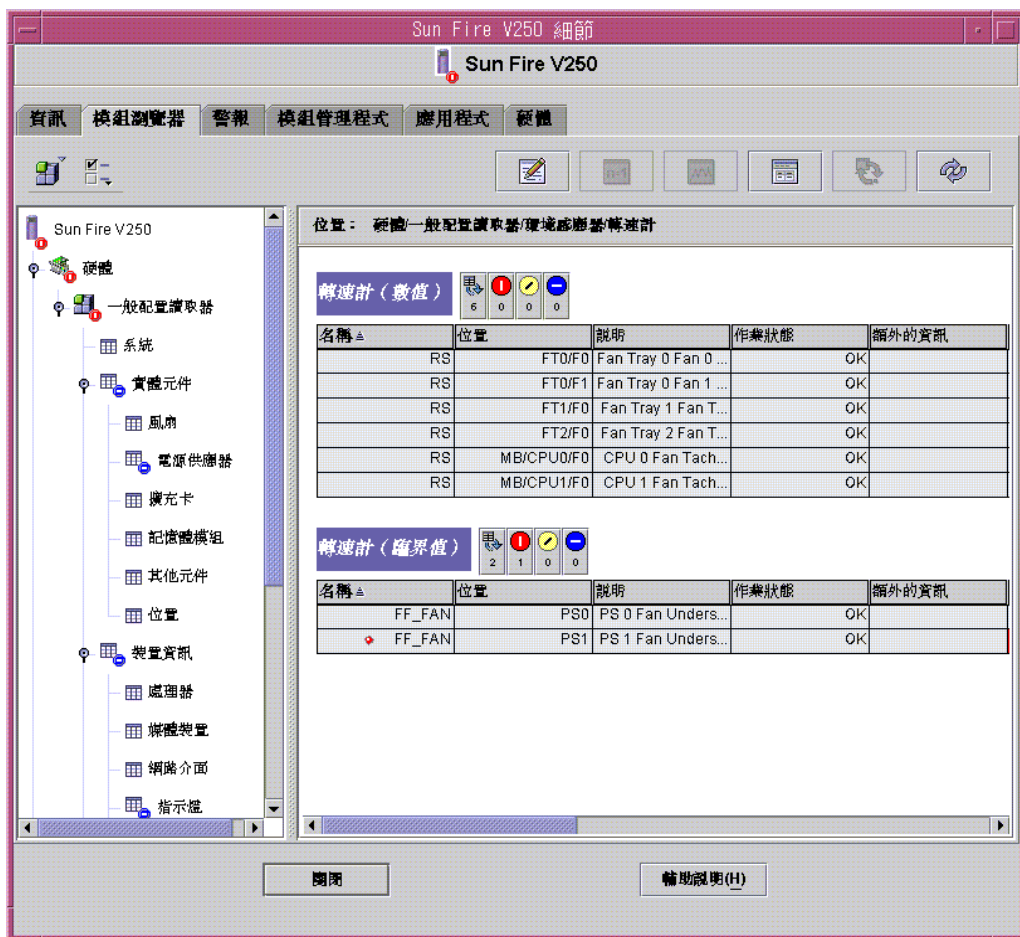 Sun Fire V250 細節
Sun Fire V250
資訊 模組瀏覽器 警報 模組管理程式 應用程式 硬體
n=1
Sun Fire V250
硬體
一般配置讀取器
系統
實體元件
風扇
電源供應器
擴充卡
記憶體模組
其他元件
位置
裝置資訊
處理器
媒體裝置
網路介面
指示燈
位置： 硬體/一般配置讀取器/環境感應器/轉速計
轉速計（數值） 6 0 0 0
名稱 位置 說明 作業狀態 額外的資訊
RS FT0/F0 Fan Tray 0 Fan 0 ... OK
RS FT0/F1 Fan Tray 0 Fan 1 ... OK
RS FT1/F0 Fan Tray 1 Fan T... OK
RS FT2/F0 Fan Tray 2 Fan T... OK
RS MB/CPU0/F0 CPU 0 Fan Tach... OK
RS MB/CPU1/F0 CPU 1 Fan Tach... OK
轉速計（臨界值） 2 1 0 0
名稱 位置 說明 作業狀態 額外的資訊
FF_FAN PS0 PS 0 Fan Unders... OK
FF_FAN PS1 PS 1 Fan Unders... OK
關閉 輔助說明(H)